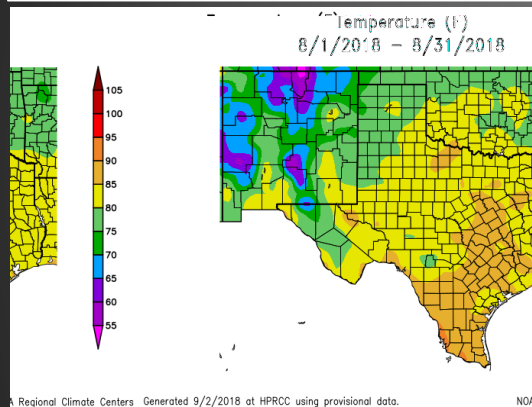 Temperature (F)
8/1/2018 – 8/31/2018
105
100
95
90
85
80
75
70
65
60
55
A Regional Climate Centers
Generated 9/2/2018 at HPRCC using provisional data.
NOA